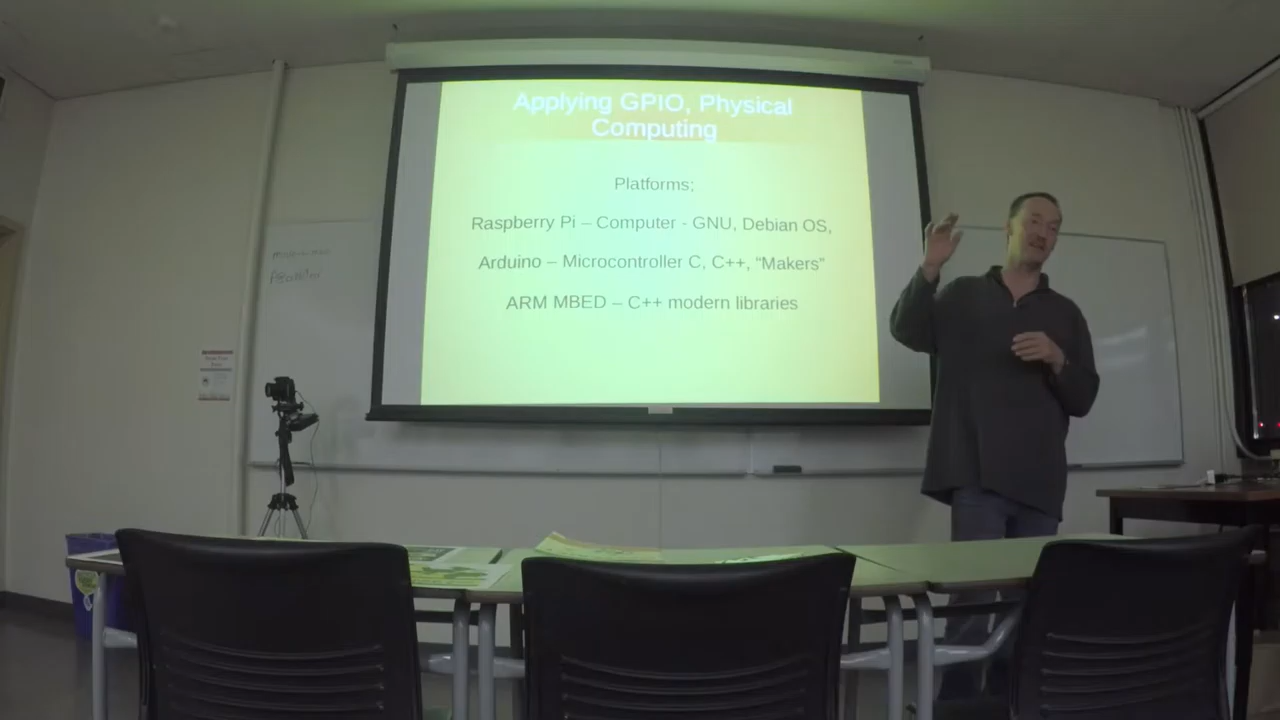 Applying GPIO, Physical
Computing
Platforms;
Raspberry Pi – Computer - GNU, Debian OS,
Arduino – Microcontroller C, C++, “Makers”
ARM MBED – C++ modern libraries